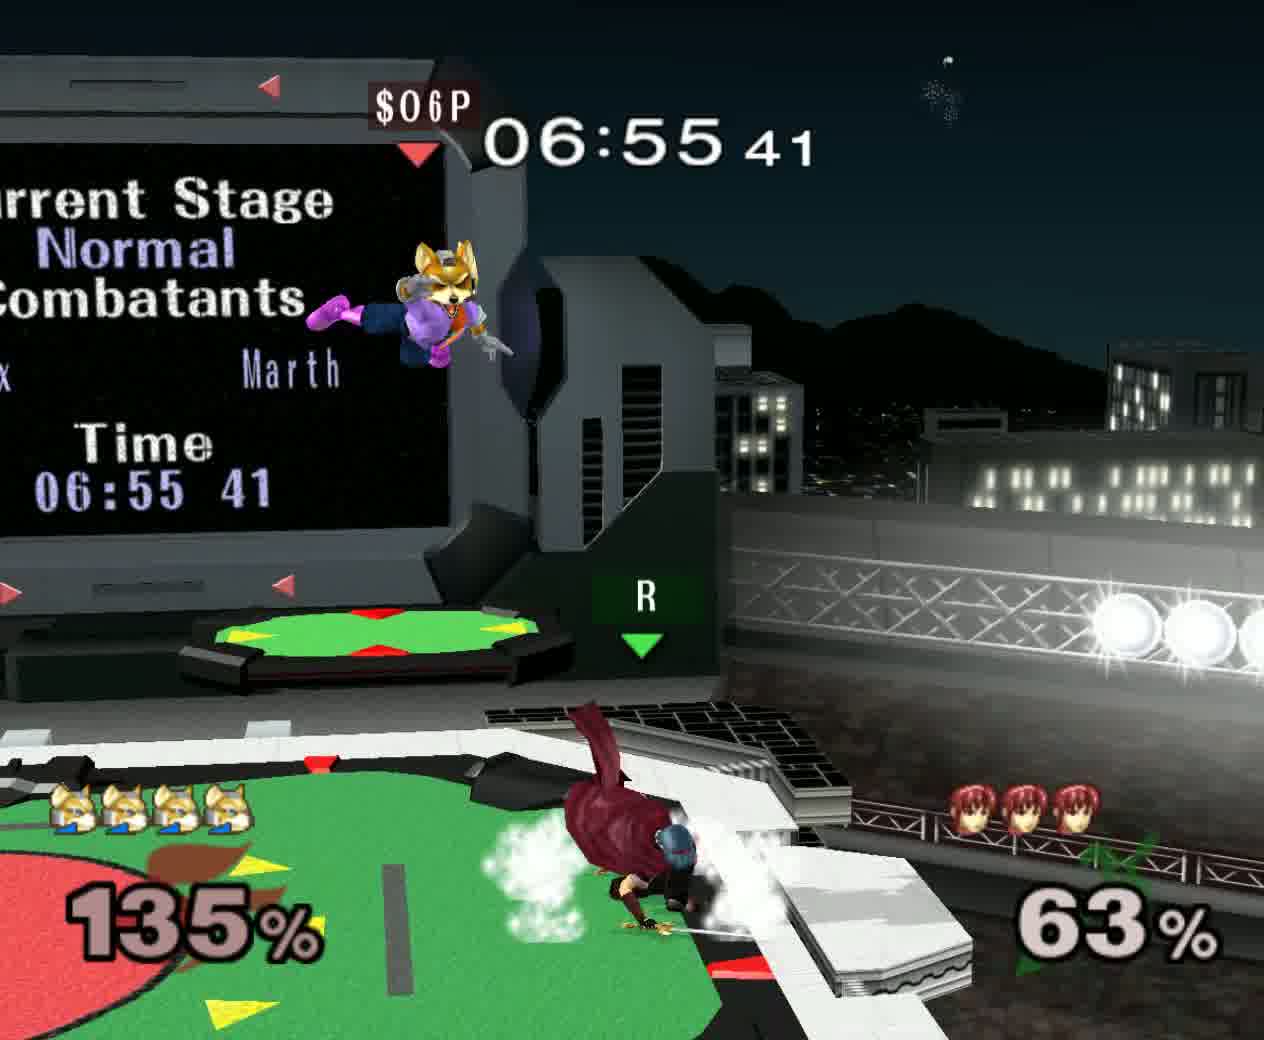 $06P
06:55 41
rrent Stage
Normal
Combatants
x Marth
Time
06:55 41
R
135%
63%